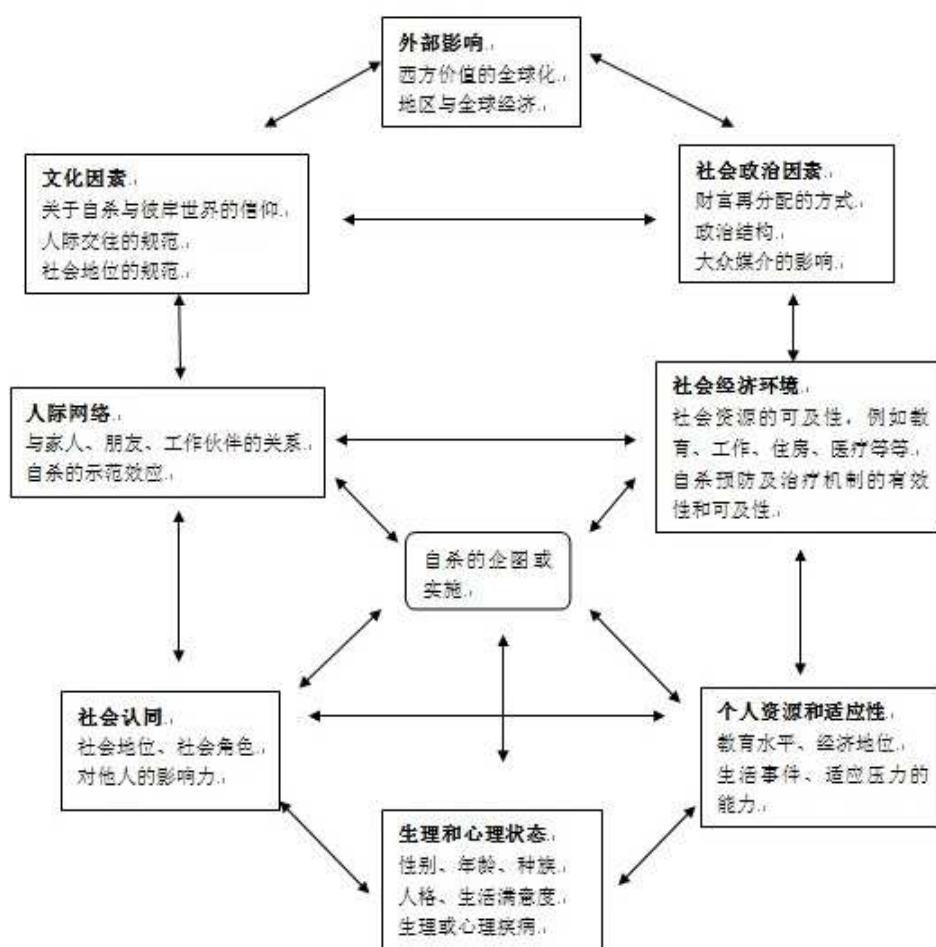 外部影响
西方价值的全球化
地区与全球经济
文化因素
关于自杀与彼岸世界的信仰
人际交往的规范
社会地位的规范
社会政治因素
财富再分配的方式
政治结构
大众媒介的影响
人际网络
与家人、朋友、工作伙伴的关系
自杀的示范效应
社会经济环境
社会资源的可及性，例如教
育、工作、住房、医疗等等
自杀预防及治疗机制的有效
性和可及性
自杀的企图或
实施
社会认同
社会地位、社会角色
对他人的影响力
个人资源和适应性
教育水平、经济地位
生活事件、适应压力的
能力
生理和心理状态
性别、年龄、种族
人格、生活满意度
生理或心理疾病